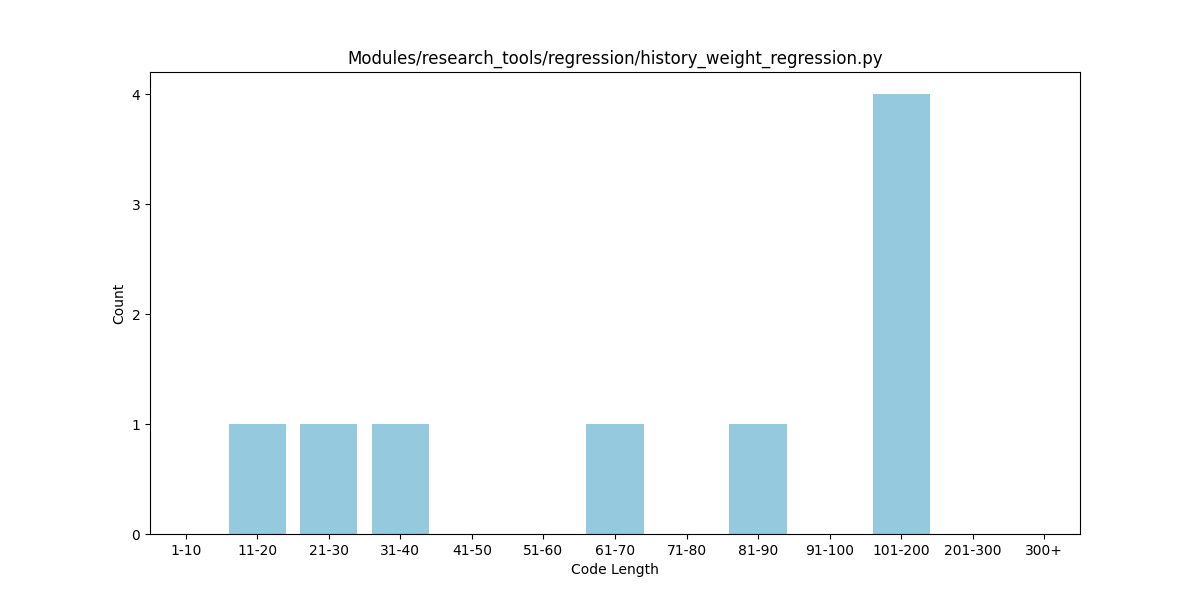 Modules/research_tools/regression/history_weight_regression.py
4
3
2
1
0
Count
1-10 11-20 21-30 31-40 41-50 51-60 61-70 71-80 81-90 91-100 101-200 201-300 300+
Code Length